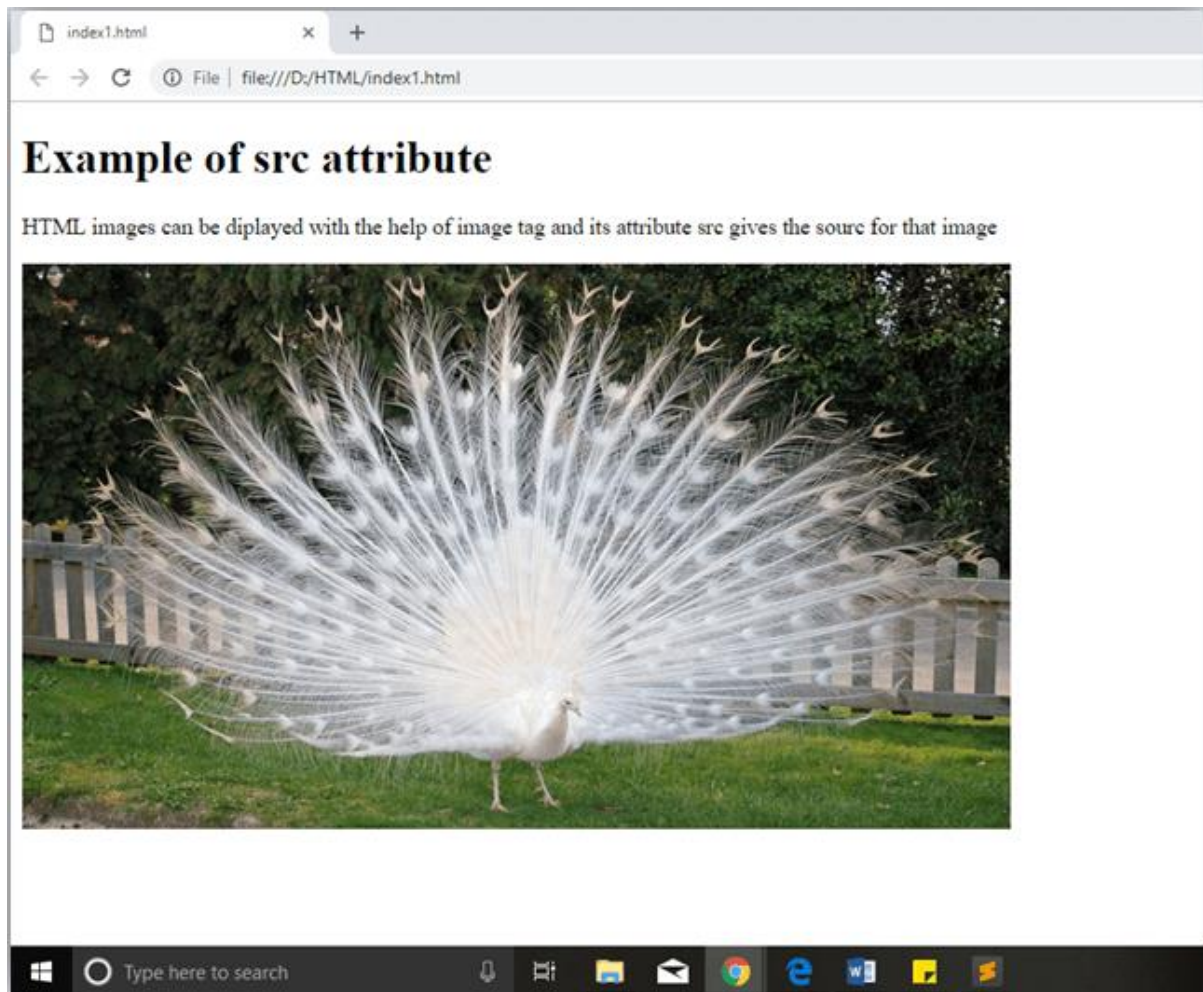 index1.html
File | file:///D:/HTML/index1.html
Example of src attribute
HTML images can be diplayed with the help of image tag and its attribute src gives the sourc for that image
Type here to search